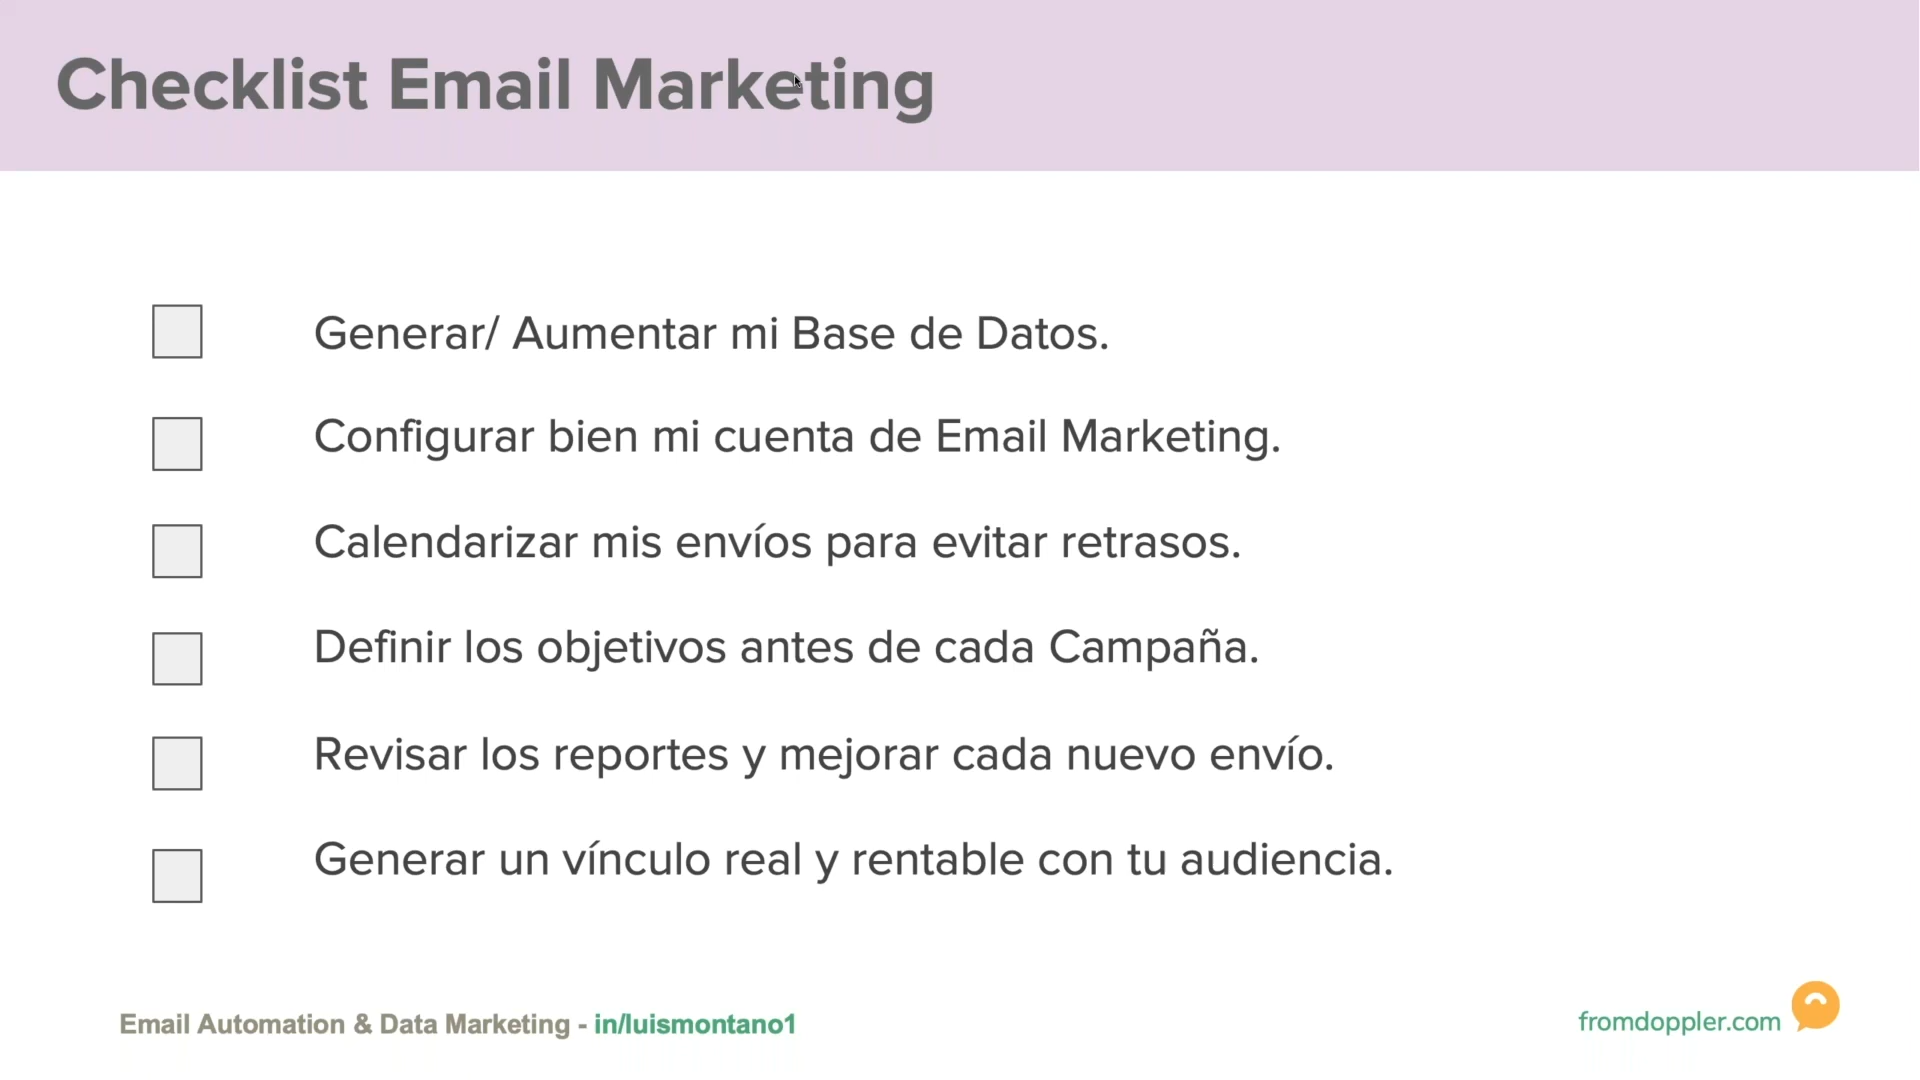 Checklist Email Marketing
Generar/ Aumentar mi Base de Datos.
Configurar bien mi cuenta de Email Marketing.
Calendarizar mis envíos para evitar retrasos.
Definir los objetivos antes de cada Campaña.
Revisar los reportes y mejorar cada nuevo envío.
Generar un vínculo real y rentable con tu audiencia.
Email Automation & Data Marketing - in/luismontano1
fromdoppler.com